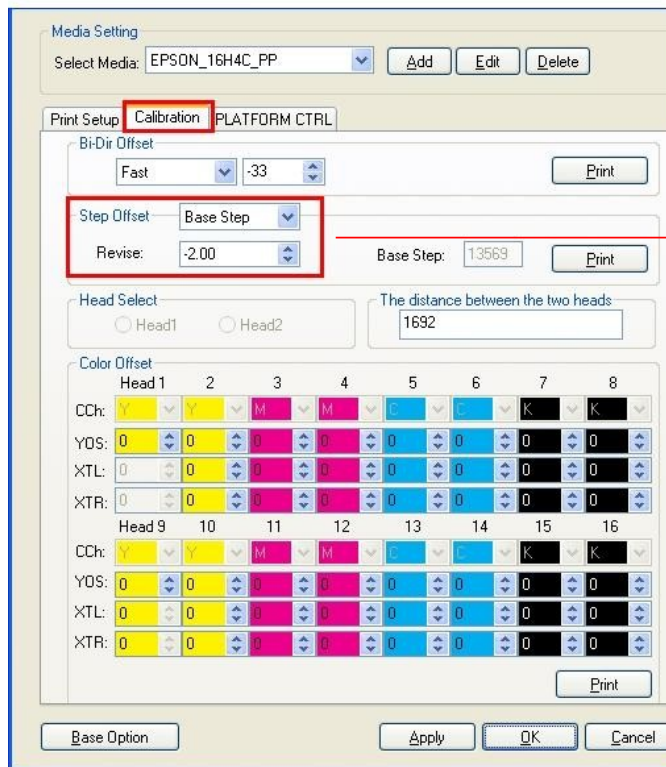 Media Setting
Select Media: EPSON_16H4C_PP Add Edit Delete
Print Setup Calibration PLATFORM CTRL
Bi-Dir Offset
Fast -33 Print
Step Offset Base Step
Revise: -2.00 Base Step: 13569 Print
Head Select The distance between the two heads
Head1 Head2 1692
Color Offset
Head 1 2 3 4 5 6 7 8
CCh: Y Y M M C C K K
YOS: 0 0 0 0 0 0 0 0
XTL: 0 0 0 0 0 0 0 0
XTR: 0 0 0 0 0 0 0 0
Head 9 10 11 12 13 14 15 16
CCh: Y Y M M C C K K
YOS: 0 0 0 0 0 0 0 0
XTL: 0 0 0 0 0 0 0 0
XTR: 0 0 0 0 0 0 0 0
Print
Base Option Apply OK Cancel